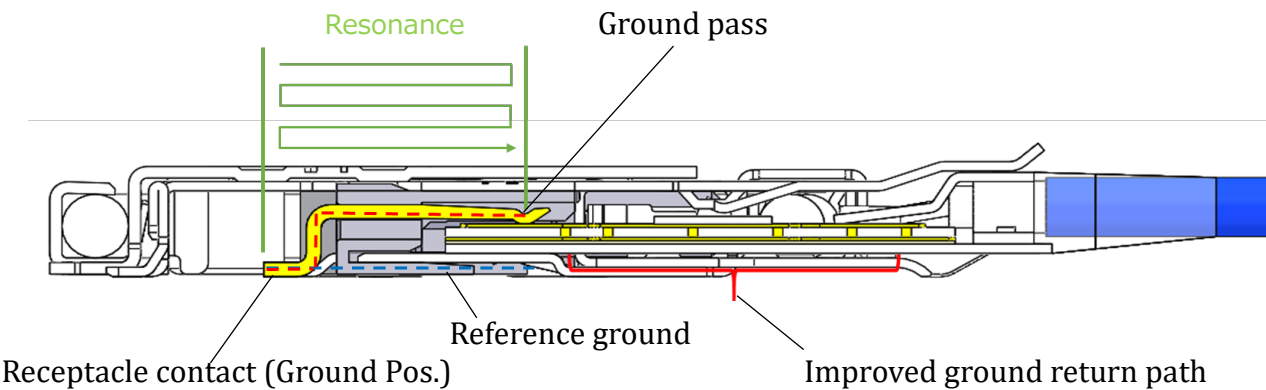 Resonance
Ground pass
Reference ground
Receptacle contact (Ground Pos.)
Improved ground return path